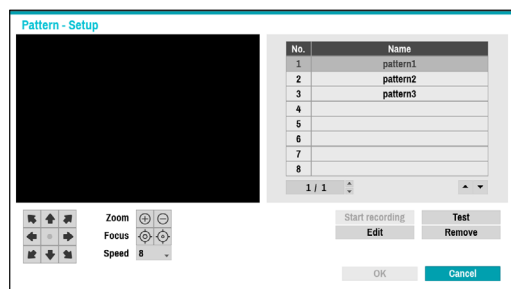 Pattern - Setup
No. Name
1 pattern1
2 pattern2
3 pattern3
4
5
6
7
8
1 / 1
Zoom
Focus
Speed 8
Start recording Test
Edit Remove
OK Cancel